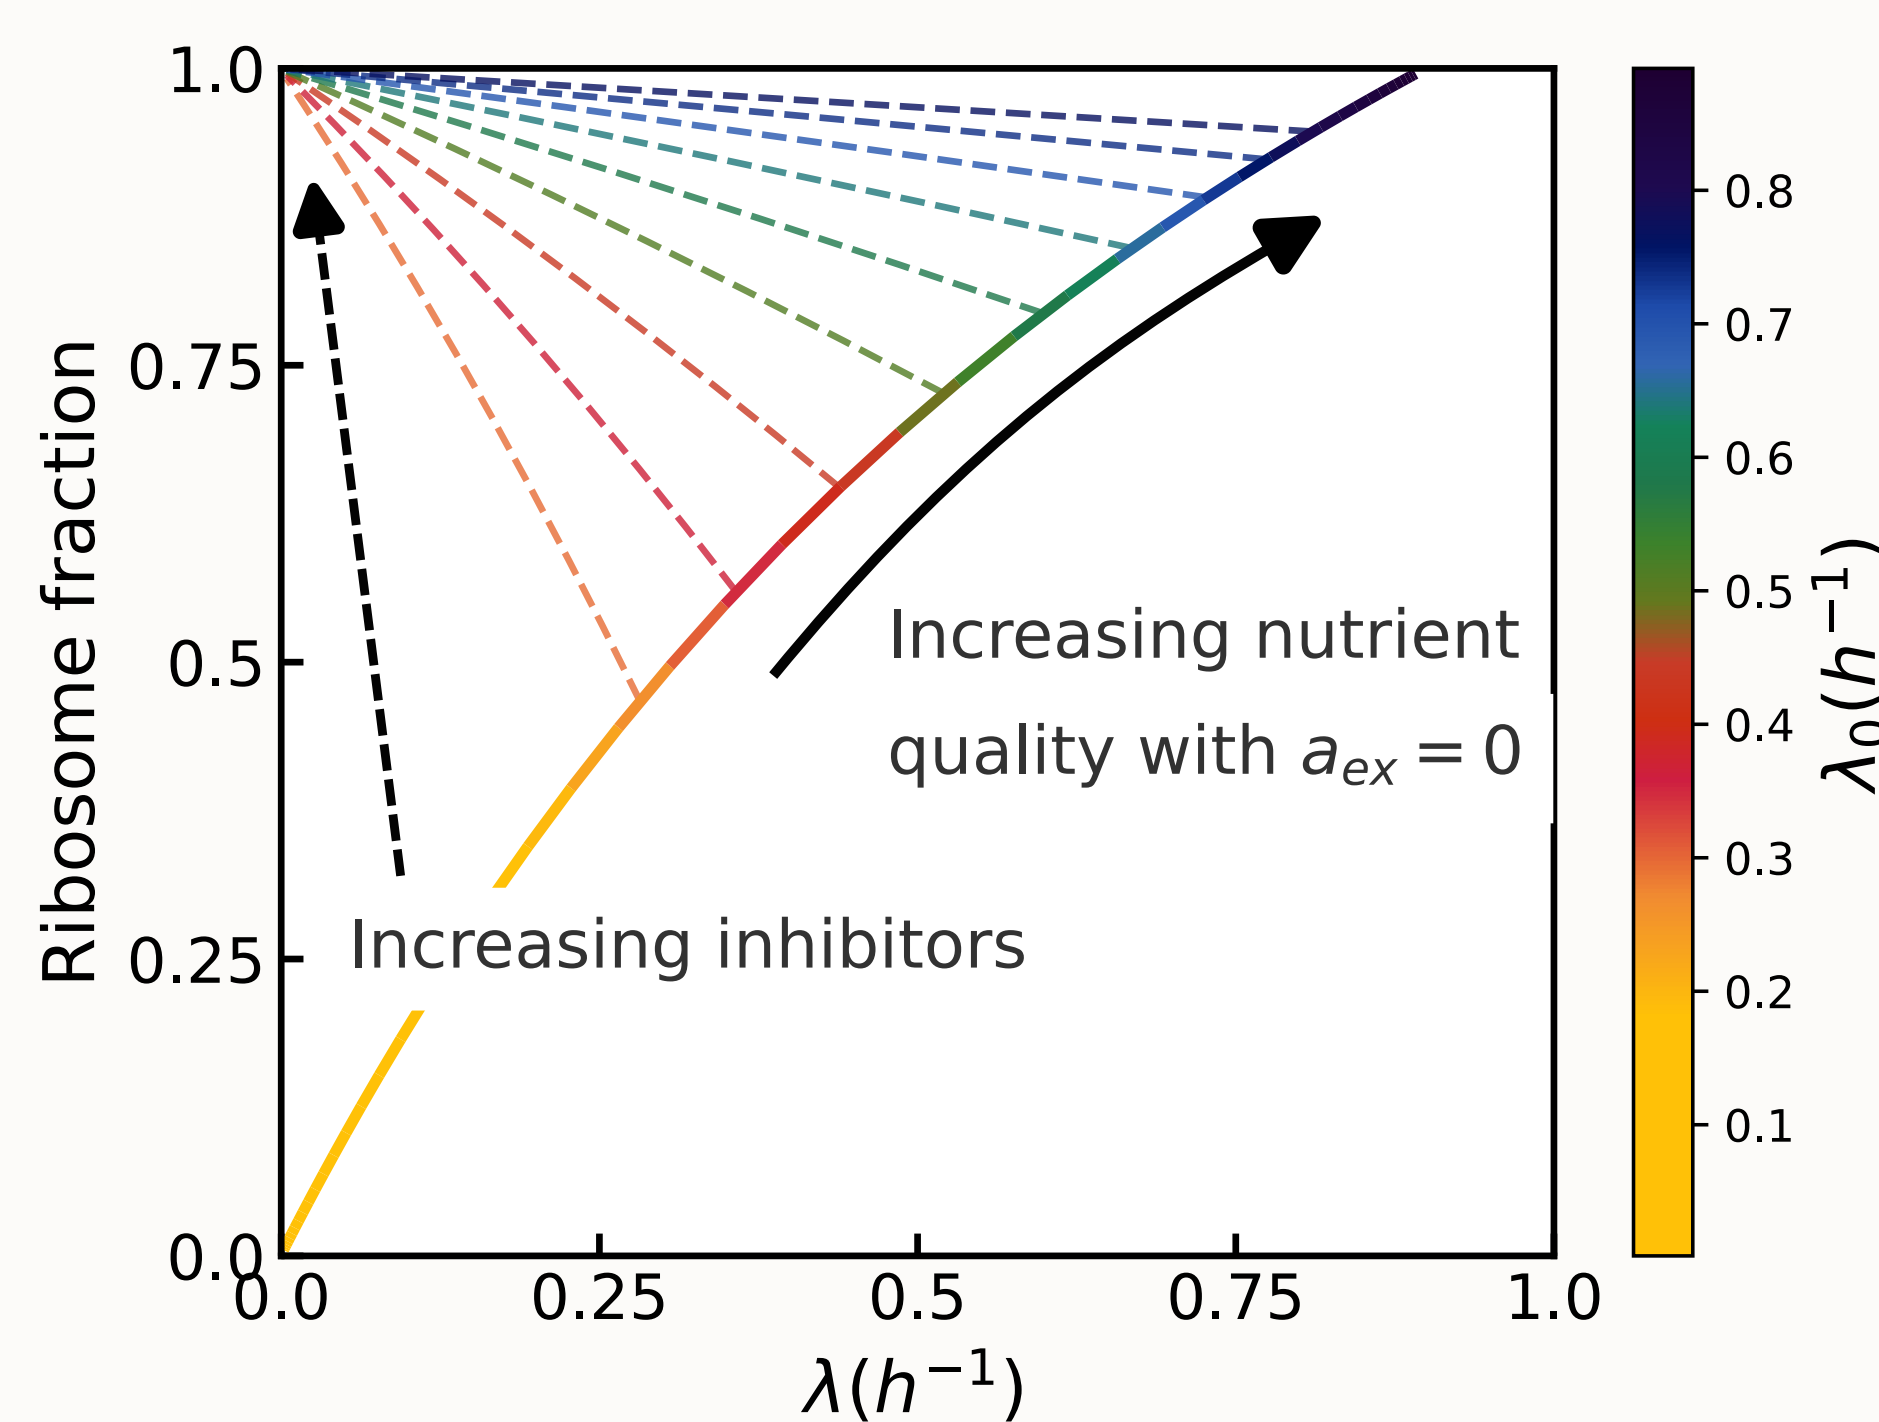 Ribosome fraction
1.0
0.75
0.5
0.25
0.0
0.0 0.25 0.5 0.75 1.0
λ(h⁻¹)
Increasing nutrient
quality with aₑₓ = 0
Increasing inhibitors
0.8
0.7
0.6
0.5
0.4
0.3
0.2
0.1
λ₀(h⁻¹)